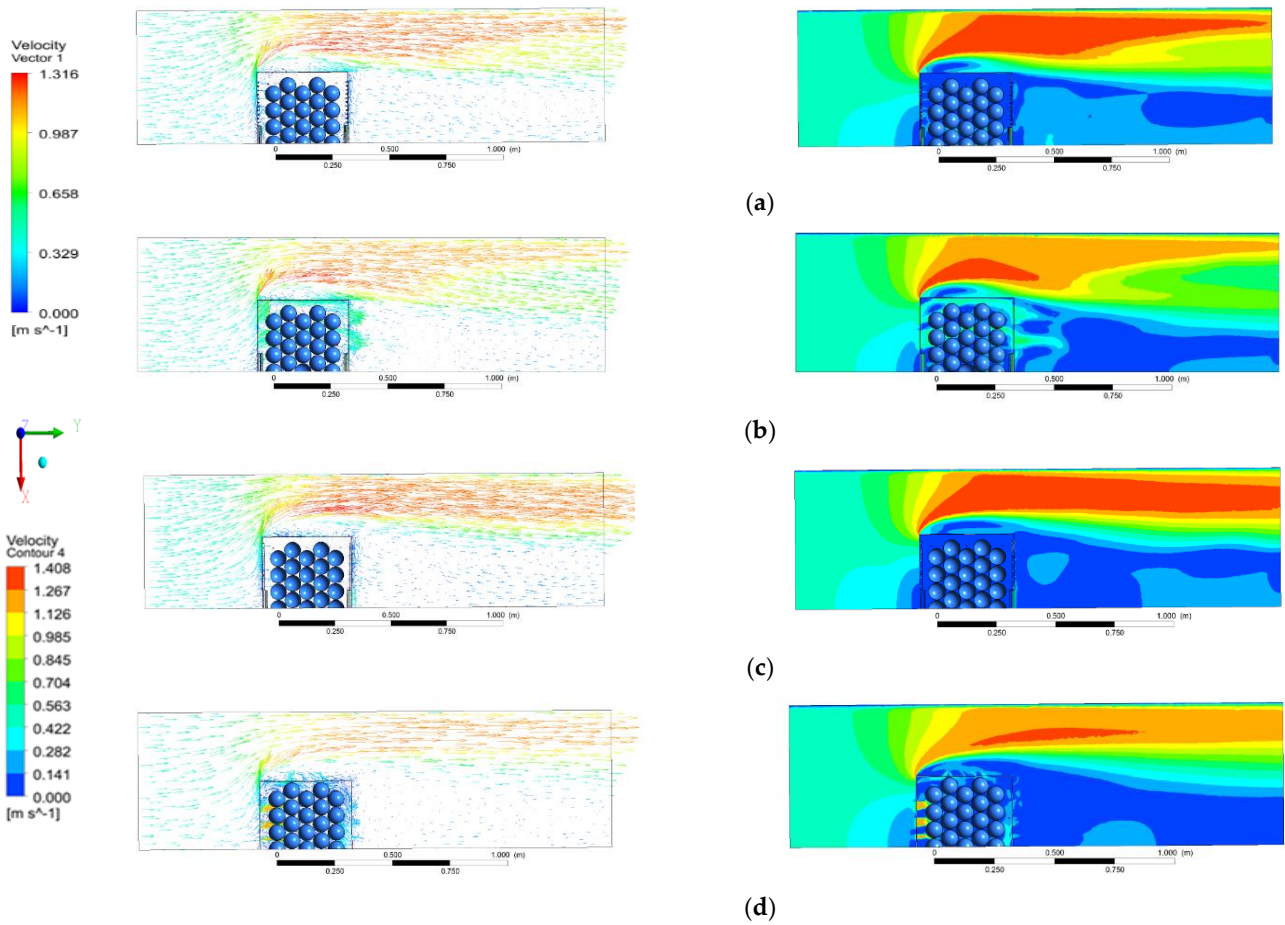 Velocity
Vector 1
1.316
0.987
0.658
0.329
0.000
[m s^-1]
0 0.500 1.000 (m)
0.250 0.750
0 0.500 1.000 (m)
0.250 0.750
(a)
0 0.500 1.000 (m)
0.250 0.750
0 0.500 1.000 (m)
0.250 0.750
(b)
Z Y
X
0 0.500 1.000 (m)
0.250 0.750
0 0.500 1.000 (m)
0.250 0.750
(c)
Velocity
Contour 4
1.408
1.267
1.126
0.985
0.845
0.704
0.563
0.422
0.282
0.141
0.000
[m s^-1]
0 0.500 1.000 (m)
0.250 0.750
0 0.500 1.000 (m)
0.250 0.750
(d)